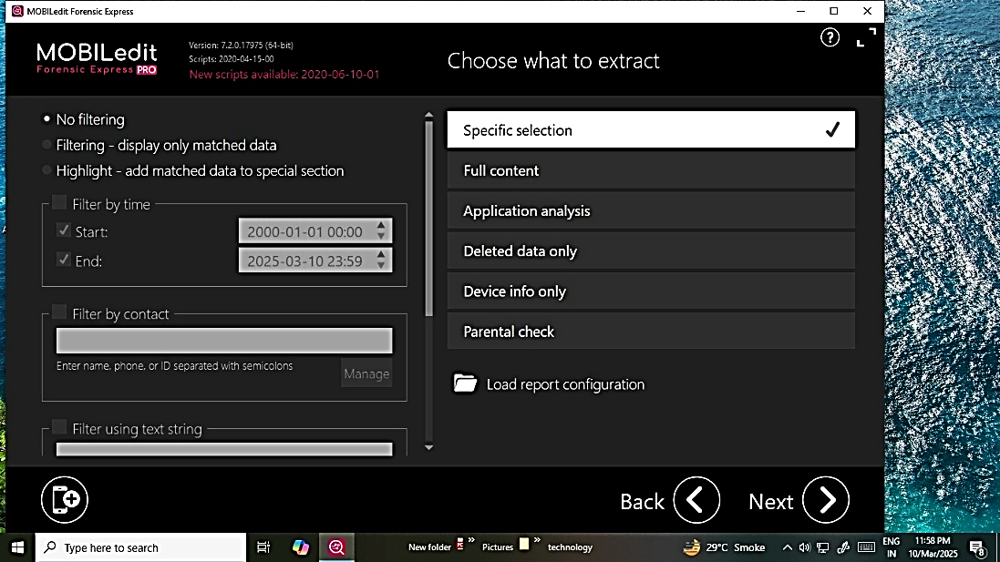 MOBILedit Forensic Express
MOBILedit
Forensic Express PRO
Version: 7.2.0.17975 (64-bit)
Scripts: 2020-04-15-00
New scripts available: 2020-06-10-01
Choose what to extract
?
No filtering
Filtering - display only matched data
Highlight - add matched data to special section
Filter by time
Start: 2000-01-01 00:00
End: 2025-03-10 23:59
Filter by contact
Enter name, phone, or ID separated with semicolons
Manage
Filter using text string
Specific selection
Full content
Application analysis
Deleted data only
Device info only
Parental check
Load report configuration
Back
Next
Type here to search
New folder
Pictures
technology
29°C Smoke
ENG
IN
11:58 PM
10/Mar/2025
8